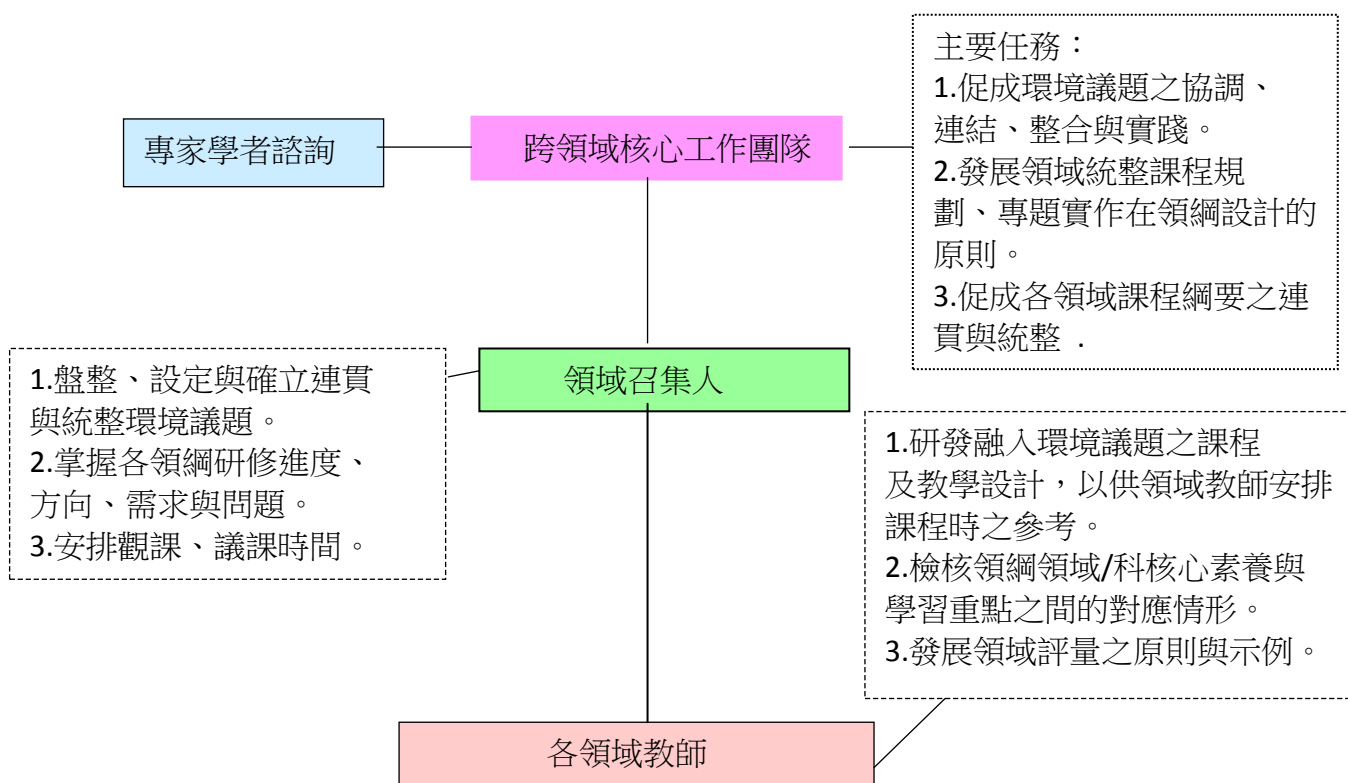 主要任務：
1.促成環境議題之協調、
連結、整合與實踐。
2.發展領域統整課程規
劃、專題實作在領綱設計的
原則。
3.促成各領域課程綱要之連
貫與統整 .
專家學者諮詢
跨領域核心工作團隊
領域召集人
1.盤整、設定與確立連貫
與統整環境議題。
2.掌握各領綱研修進度、
方向、需求與問題。
3.安排觀課、議課時間。
1.研發融入環境議題之課程
及教學設計，以供領域教師安排
課程時之參考。
2.檢核領綱領域/科核心素養與
學習重點之間的對應情形。
3.發展領域評量之原則與示例。
各領域教師